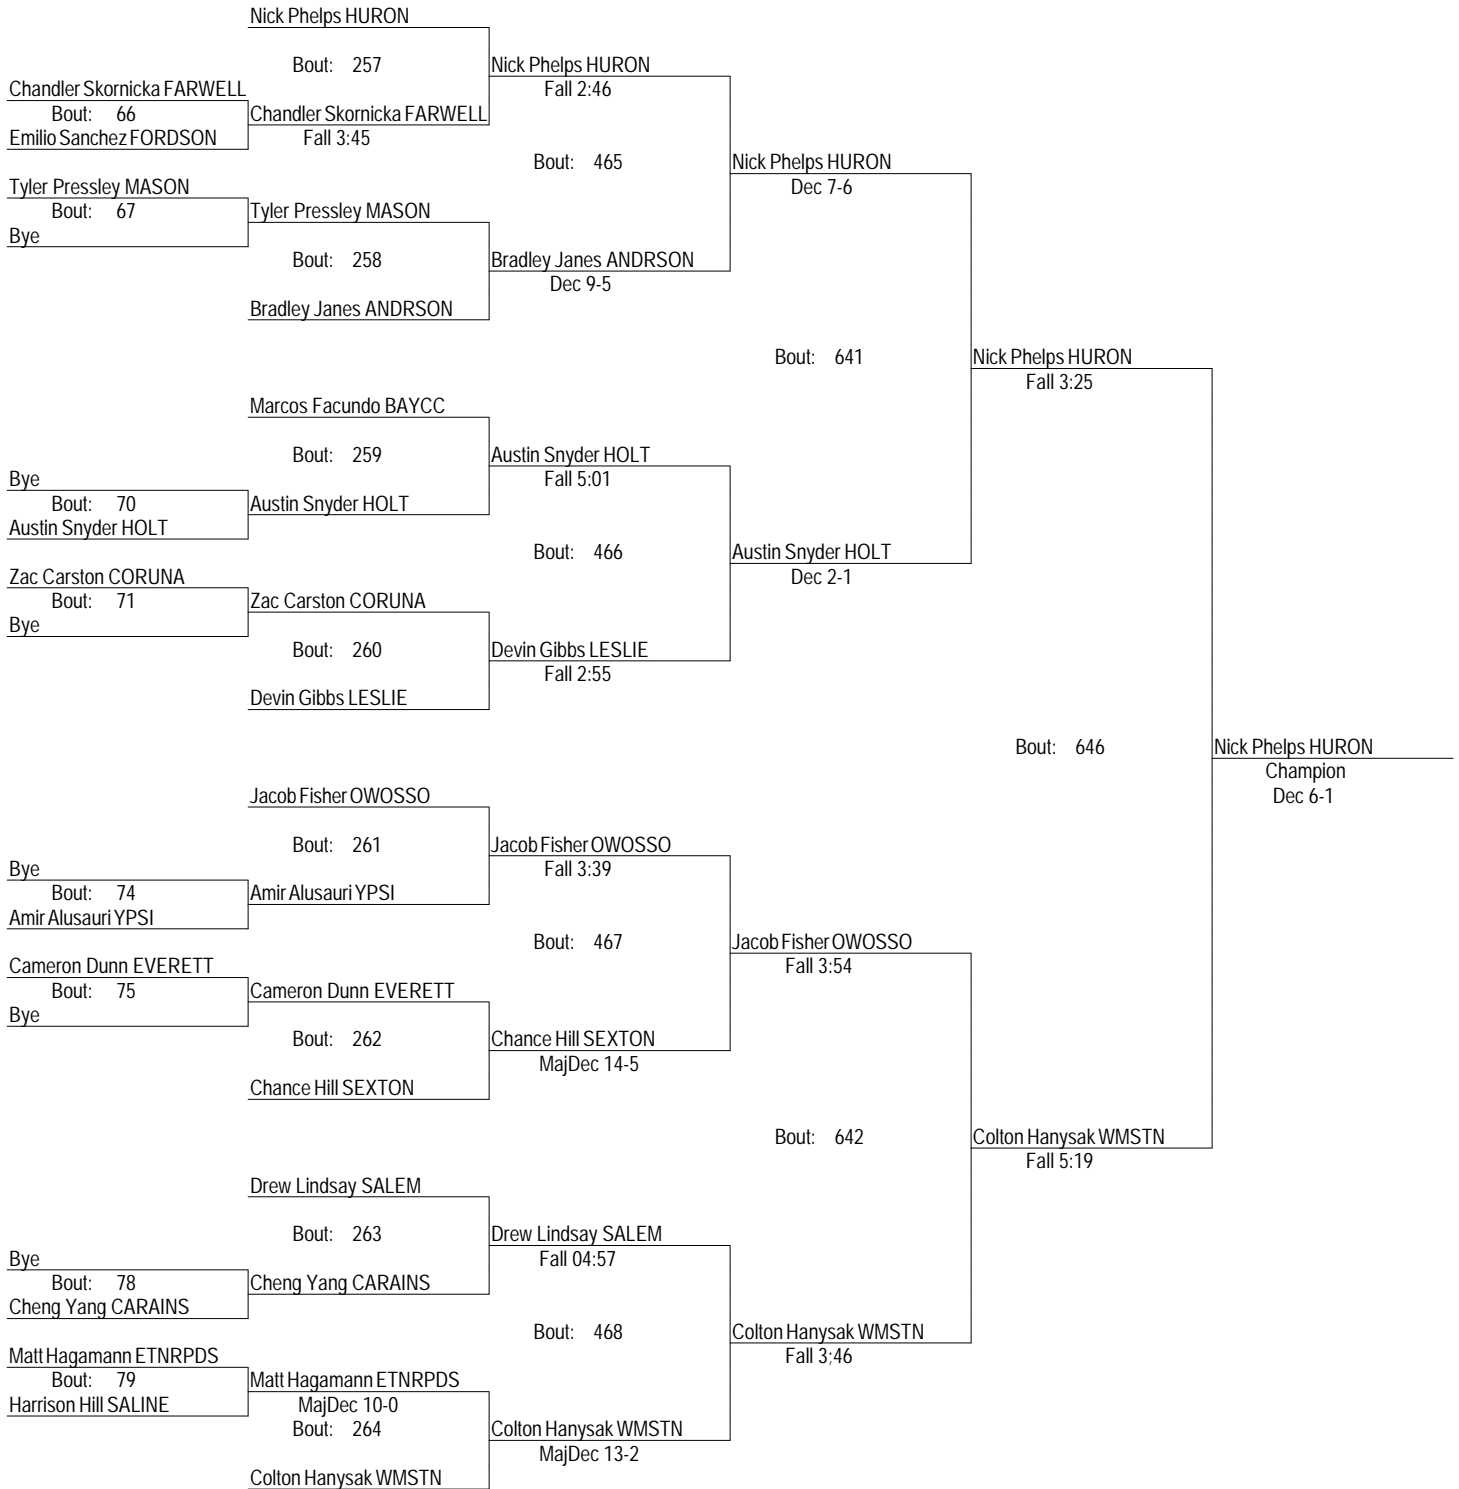 Nick Phelps HURON
Bout: 257
Nick Phelps HURON
Fall 2:46
Chandler Skornicka FARWELL
Bout: 66
Emilio Sanchez FORDSON
Chandler Skornicka FARWELL
Fall 3:45
Bout: 465
Nick Phelps HURON
Dec 7-6
Tyler Pressley MASON
Bout: 67
Bye
Tyler Pressley MASON
Bout: 258
Bradley Janes ANDRSON
Dec 9-5
Bradley Janes ANDRSON
Bout: 641
Nick Phelps HURON
Fall 3:25
Marcos Facundo BAYCC
Bout: 259
Austin Snyder HOLT
Fall 5:01
Bye
Bout: 70
Austin Snyder HOLT
Austin Snyder HOLT
Bout: 466
Austin Snyder HOLT
Dec 2-1
Zac Carston CORUNA
Bout: 71
Bye
Zac Carston CORUNA
Bout: 260
Devin Gibbs LESLIE
Fall 2:55
Devin Gibbs LESLIE
Bout: 646
Nick Phelps HURON
Champion
Dec 6-1
Jacob Fisher OWOSSO
Bout: 261
Jacob Fisher OWOSSO
Fall 3:39
Bye
Bout: 74
Amir Alusauri YPSI
Amir Alusauri YPSI
Bout: 467
Jacob Fisher OWOSSO
Fall 3:54
Cameron Dunn EVERETT
Bout: 75
Bye
Cameron Dunn EVERETT
Bout: 262
Chance Hill SEXTON
MajDec 14-5
Chance Hill SEXTON
Bout: 642
Colton Hanysak WMSTN
Fall 5:19
Drew Lindsay SALEM
Bout: 263
Drew Lindsay SALEM
Fall 04:57
Bye
Bout: 78
Cheng Yang CARAINS
Cheng Yang CARAINS
Bout: 468
Colton Hanysak WMSTN
Fall 3;46
Matt Hagamann ETNRPDS
Bout: 79
Harrison Hill SALINE
Matt Hagamann ETNRPDS
MajDec 10-0
Bout: 264
Colton Hanysak WMSTN
MajDec 13-2
Colton Hanysak WMSTN